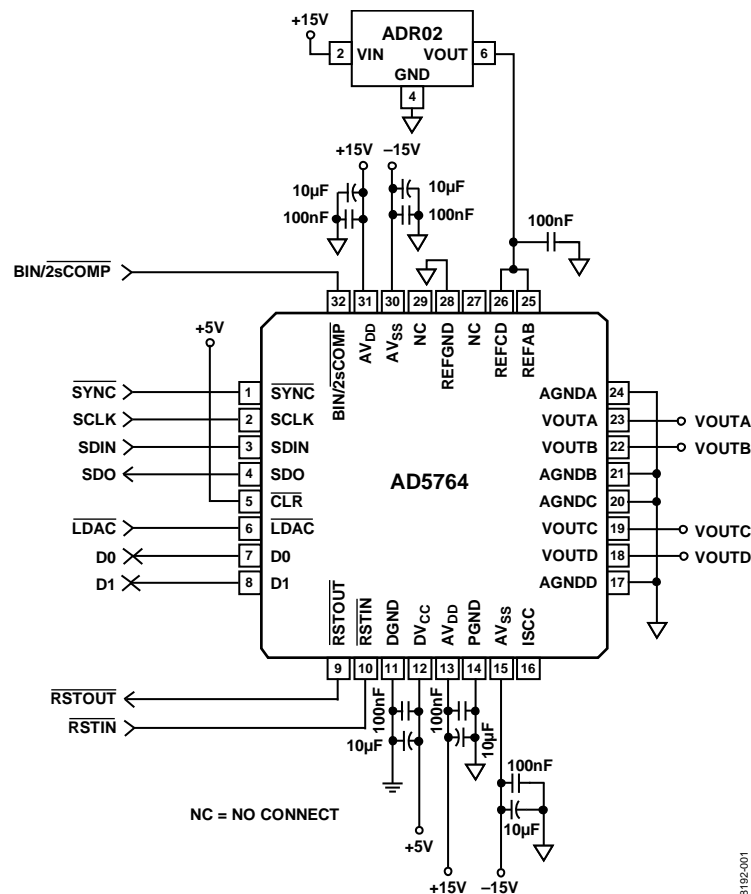 ADR02
+15V
2 VIN VOUT 6
GND
4
+15V –15V
10µF 10µF
100nF 100nF
100nF
BIN/2sCOMP
32 31 30 29 28 27 26 25
BIN/2sCOMP AVDD AVSS NC REFGND NC REFCD REFAB
+5V
SYNC 1 SYNC AGNDA 24
SCLK 2 SCLK VOUTA 23 VOUTA
SDIN 3 SDIN VOUTB 22 VOUTB
SDO 4 SDO AGNDB 21
AD5764
5 CLR AGNDC 20
LDAC 6 LDAC VOUTC 19 VOUTC
D0 7 D0 VOUTD 18 VOUTD
D1 8 D1 AGNDD 17
RSTOUT RSTIN DGND DVCC AVDD PGND AVSS ISCC
9 10 11 12 13 14 15 16
RSTOUT
RSTIN
100nF 100nF
10µF 10µF
100nF
10µF
NC = NO CONNECT
+5V
+15V –15V
8192-001